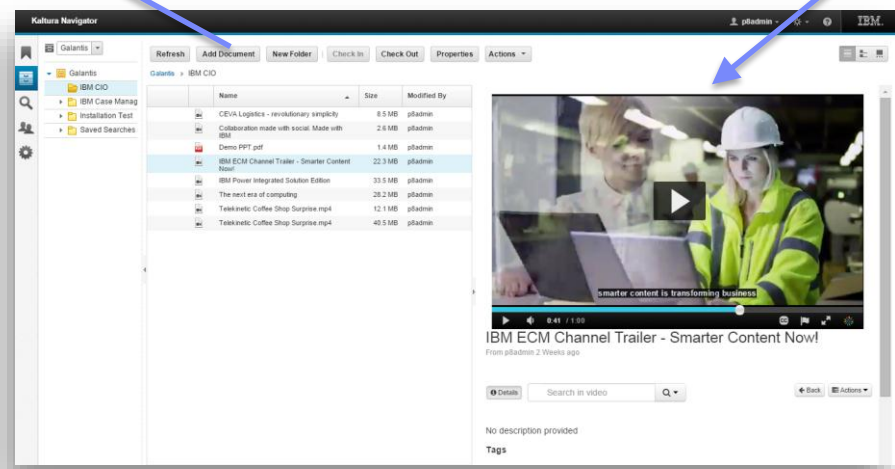 Kaltura Navigator
p8admin
IBM.
Galantis
Refresh
Add Document
New Folder
Check In
Check Out
Properties
Actions
Galantis
IBM CIO
IBM Case Manag
Installation Test
Saved Searches
Galantis > IBM CIO
Name Size Modified By
CEVA Logistics - revolutionary simplicity 8.5 MB p8admin
Collaboration made with social. Made with IBM 2.6 MB p8admin
Demo PPT.pdf 1.4 MB p8admin
IBM ECM Channel Trailer - Smarter Content Now! 22.3 MB p8admin
IBM Power Integrated Solution Edition 33.5 MB p8admin
The next era of computing 28.2 MB p8admin
Telekinetic Coffee Shop Surprise.mp4 12.1 MB p8admin
Telekinetic Coffee Shop Surprise.mp4 40.5 MB p8admin
smarter content is transforming business
0:41 / 1:00
IBM ECM Channel Trailer - Smarter Content Now!
From p8admin 2 Weeks ago
Details
Search in video
Back
Actions
No description provided
Tags